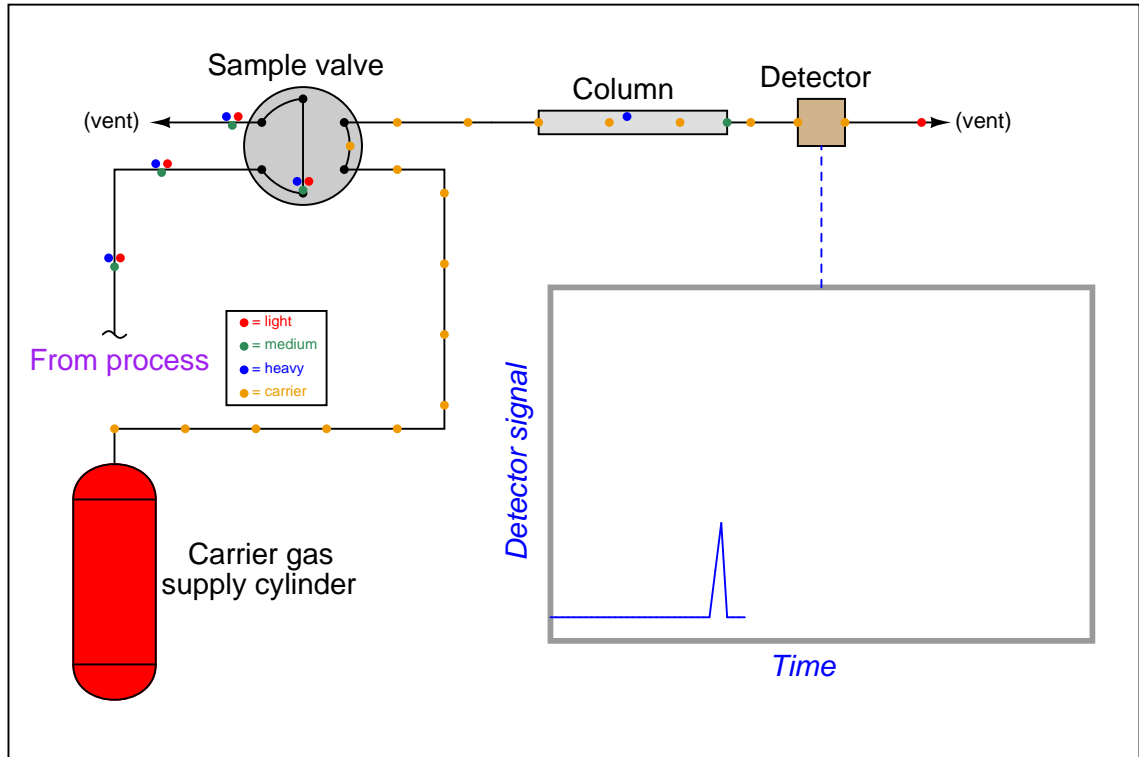 Sample valve
Column
Detector
(vent)
(vent)
From process
= light
= medium
= heavy
= carrier
Detector signal
Carrier gas
supply cylinder
Time